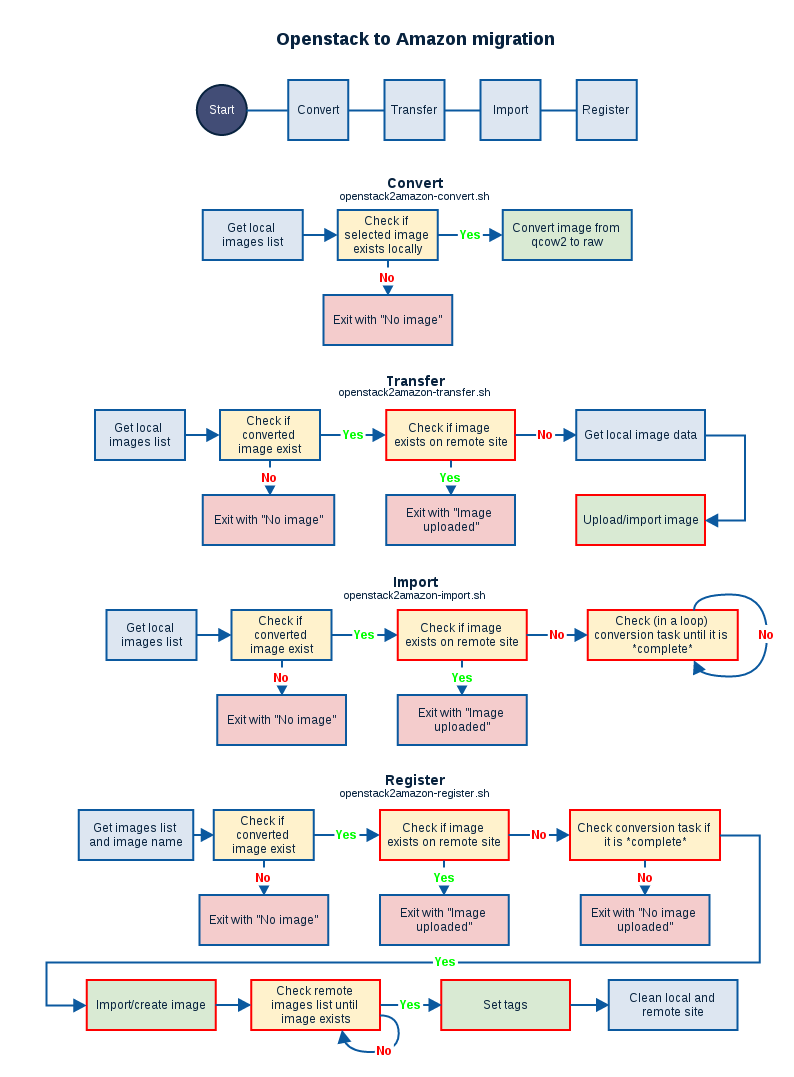 Openstack to Amazon migration
Start
Convert
Transfer
Import
Register
Convert
openstack2amazon-convert.sh
Get local
images list
Check if
selected image
exists locally
Yes
Convert image from
qcow2 to raw
No
Exit with "No image"
Transfer
openstack2amazon-transfer.sh
Get local
images list
Check if
converted
image exist
Yes
Check if image
exists on remote site
No
Get local image data
No
Exit with "No image"
Yes
Exit with "Image
uploaded"
Upload/import image
Import
openstack2amazon-import.sh
Get local
images list
Check if
converted
image exist
Yes
Check if image
exists on remote site
No
Check (in a loop)
conversion task until it is
*complete*
No
No
Exit with "No image"
Yes
Exit with "Image
uploaded"
Register
openstack2amazon-register.sh
Get images list
and image name
Check if
converted
image exist
Yes
Check if image
exists on remote site
No
Check conversion task if
it is *complete*
No
Exit with "No image"
Yes
Exit with "Image
uploaded"
No
Exit with "No image
uploaded"
Yes
Import/create image
Check remote
images list until
image exists
Yes
Set tags
Clean local and
remote site
No